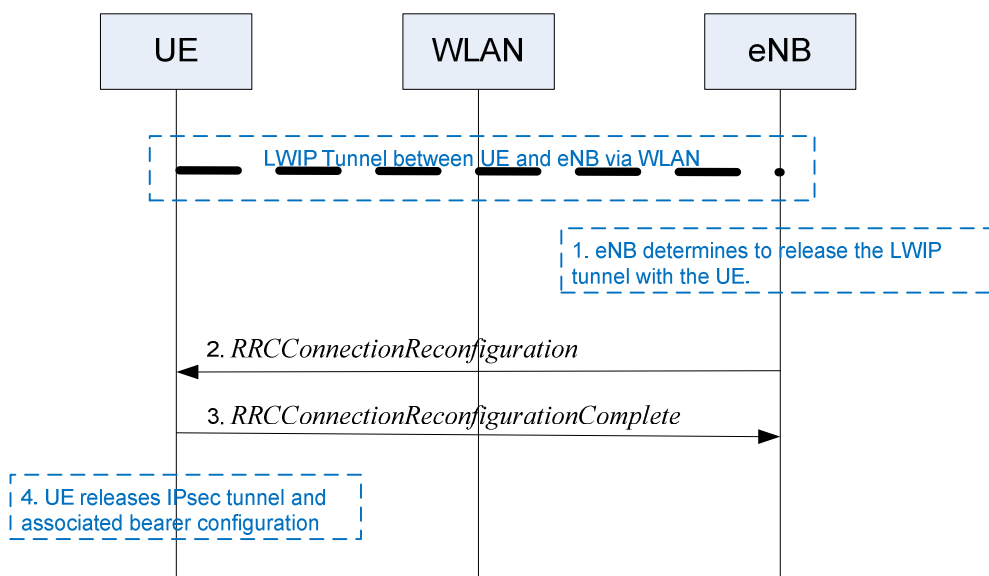 UE
WLAN
eNB
LWIP Tunnel between UE and eNB via WLAN
1. eNB determines to release the LWIP
tunnel with the UE.
2. RRCConnectionReconfiguration
3. RRCConnectionReconfigurationComplete
4. UE releases IPsec tunnel and
associated bearer configuration